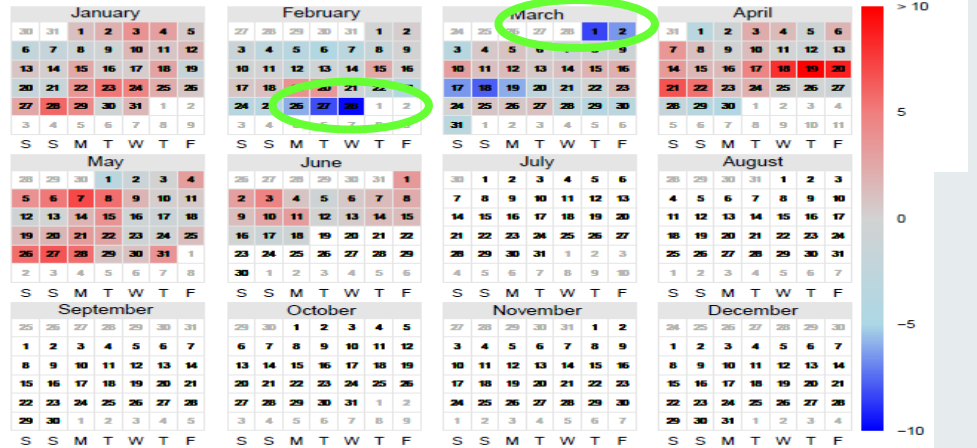 January
30 31 1 2 3 4 5
6 7 8 9 10 11 12
13 14 15 16 17 18 19
20 21 22 23 24 25 26
27 28 29 30 31 1 2
3 4 5 6 7 8 9
S S M T W T F
February
27 28 29 30 31 1 2
3 4 5 6 7 8 9
10 11 12 13 14 15 16
17 18 20 21
24 25 26 27 28 1 2
3 4 7
S S M T W T F
March
24 25 26 27 28 1 2
3 4 5 6 7 8 9
10 11 12 13 14 15 16
17 18 19 20 21 22 23
24 25 26 27 28 29 30
31 1 2 3 4 5 6
S S M T W T F
April
31 1 2 3 4 5 6
7 8 9 10 11 12 13
14 15 16 17 18 19 20
21 22 23 24 25 26 27
28 29 30 1 2 3 4
5 6 7 8 9 10 11
S S M T W T F
May
28 29 30 1 2 3 4
5 6 7 8 9 10 11
12 13 14 15 16 17 18
19 20 21 22 23 24 25
26 27 28 29 30 31 1
2 3 4 5 6 7 8
S S M T W T F
June
26 27 28 29 30 31 1
2 3 4 5 6 7 8
9 10 11 12 13 14 15
16 17 18 19 20 21 22
23 24 25 26 27 28 29
30 1 2 3 4 5 6
S S M T W T F
July
30 1 2 3 4 5 6
7 8 9 10 11 12 13
14 15 16 17 18 19 20
21 22 23 24 25 26 27
28 29 30 31 1 2 3
4 5 6 7 8 9 10
S S M T W T F
August
28 29 30 31 1 2 3
4 5 6 7 8 9 10
11 12 13 14 15 16 17
18 19 20 21 22 23 24
25 26 27 28 29 30 31
1 2 3 4 5 6 7
S S M T W T F
September
25 26 27 28 29 30 31
1 2 3 4 5 6 7
8 9 10 11 12 13 14
15 16 17 18 19 20 21
22 23 24 25 26 27 28
29 30 1 2 3 4 5
S S M T W T F
October
29 30 1 2 3 4 5
6 7 8 9 10 11 12
13 14 15 16 17 18 19
20 21 22 23 24 25 26
27 28 29 30 31 1 2
3 4 5 6 7 8 9
S S M T W T F
November
27 28 29 30 31 1 2
3 4 5 6 7 8 9
10 11 12 13 14 15 16
17 18 19 20 21 22 23
24 25 26 27 28 29 30
1 2 3 4 5 6 7
S S M T W T F
December
24 25 26 27 28 29 30
1 2 3 4 5 6 7
8 9 10 11 12 13 14
15 16 17 18 19 20 21
22 23 24 25 26 27 28
29 30 31 1 2 3 4
S S M T W T F
> 10
5
0
−5
−10